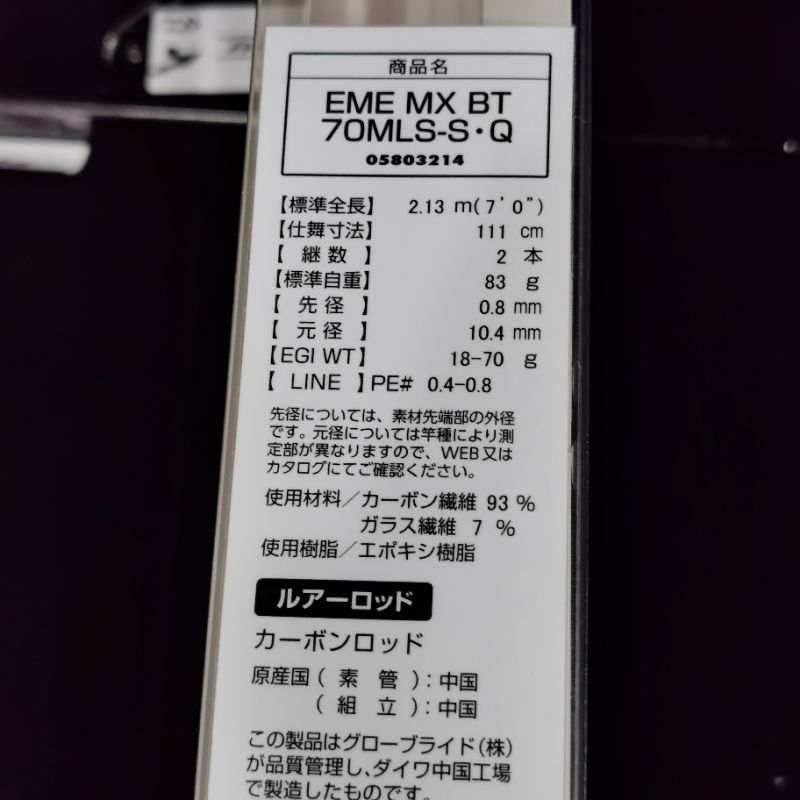 商品名
EME MX BT
70MLS-S・Q
05803214
【標準全長】 2.13 m(7'0")
【仕舞寸法】 111 cm
【継数】 2 本
【標準自重】 83 g
【先径】 0.8 mm
【元径】 10.4 mm
【EGI WT】 18-70 g
【LINE】PE# 0.4-0.8
先径については、素材先端部の外径
です。元径については竿種により測
定部が異なりますので、WEB又は
カタログにてご確認ください。
使用材料/カーボン繊維 93 %
ガラス繊維 7 %
使用樹脂/エポキシ樹脂
ルアーロッド
カーボンロッド
原産国(素管):中国
(組立):中国
この製品はグローブライド(株)
が品質管理し、ダイワ中国工場
で製造したものです。